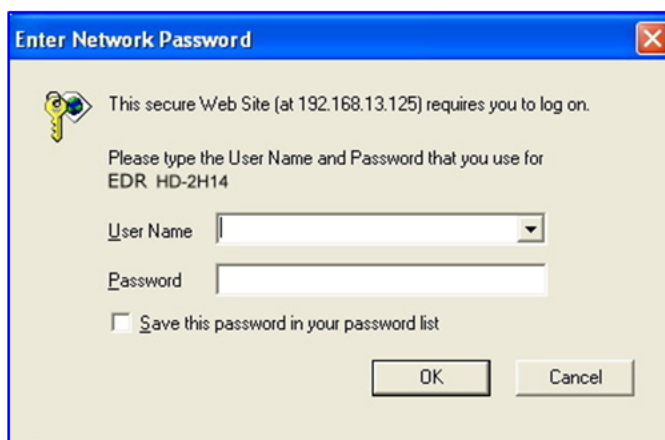 Enter Network Password
This secure Web Site (at 192.168.13.125) requires you to log on.
Please type the User Name and Password that you use for
EDR HD-2H14
User Name
Password
Save this password in your password list
OK
Cancel